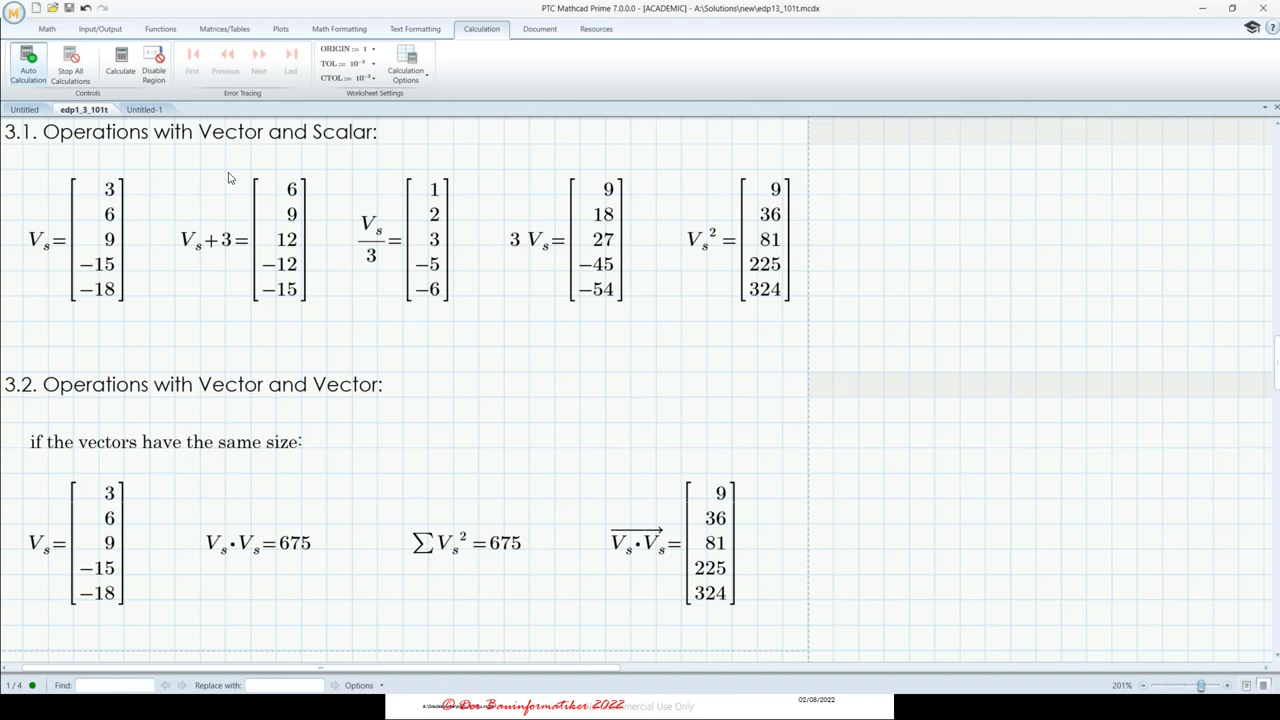 PTC Mathcad Prime 7.0.0.0 - [ACADEMIC] - A:\Solutions\new\edp13_101t.mcdx
Math Input/Output Functions Matrices/Tables Plots Math Formatting Text Formatting Calculation Document Resources
Auto Calculation
Stop All Calculations
Calculate
Disable Region
Controls
First Previous Next Last
Error Tracing
ORIGIN := 1
TOL := 10⁻³
CTOL := 10⁻³
Calculation Options
Worksheet Settings
Untitled edp1_3_101t Untitled-1
3.1. Operations with Vector and Scalar:
Vs = [3 6 9 −15 −18]
Vs + 3 = [6 9 12 −12 −15]
Vs / 3 = [1 2 3 −5 −6]
3 Vs = [9 18 27 −45 −54]
Vs² = [9 36 81 225 324]
3.2. Operations with Vector and Vector:
if the vectors have the same size:
Vs = [3 6 9 −15 −18]
Vs • Vs = 675
∑ Vs² = 675
Vs • Vs = [9 36 81 225 324]
1 / 4 Find: Replace with: Options 201%
© Der Bauinformatiker 2022
02/08/2022